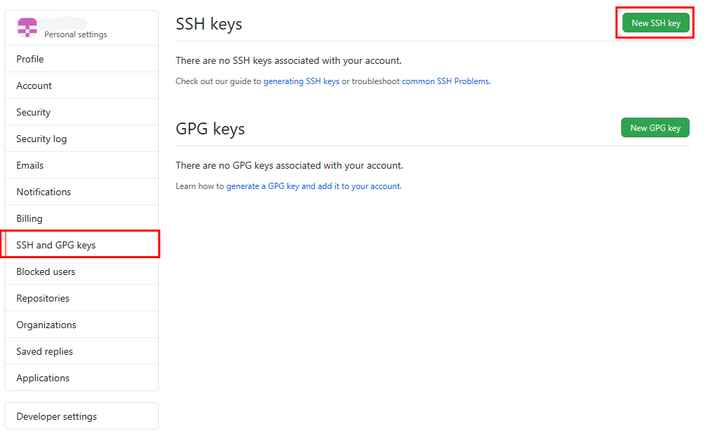 Personal settings
Profile
Account
Security
Security log
Emails
Notifications
Billing
SSH and GPG keys
Blocked users
Repositories
Organizations
Saved replies
Applications
Developer settings
SSH keys
New SSH key
There are no SSH keys associated with your account.
Check out our guide to generating SSH keys or troubleshoot common SSH Problems.
GPG keys
New GPG key
There are no GPG keys associated with your account.
Learn how to generate a GPG key and add it to your account.